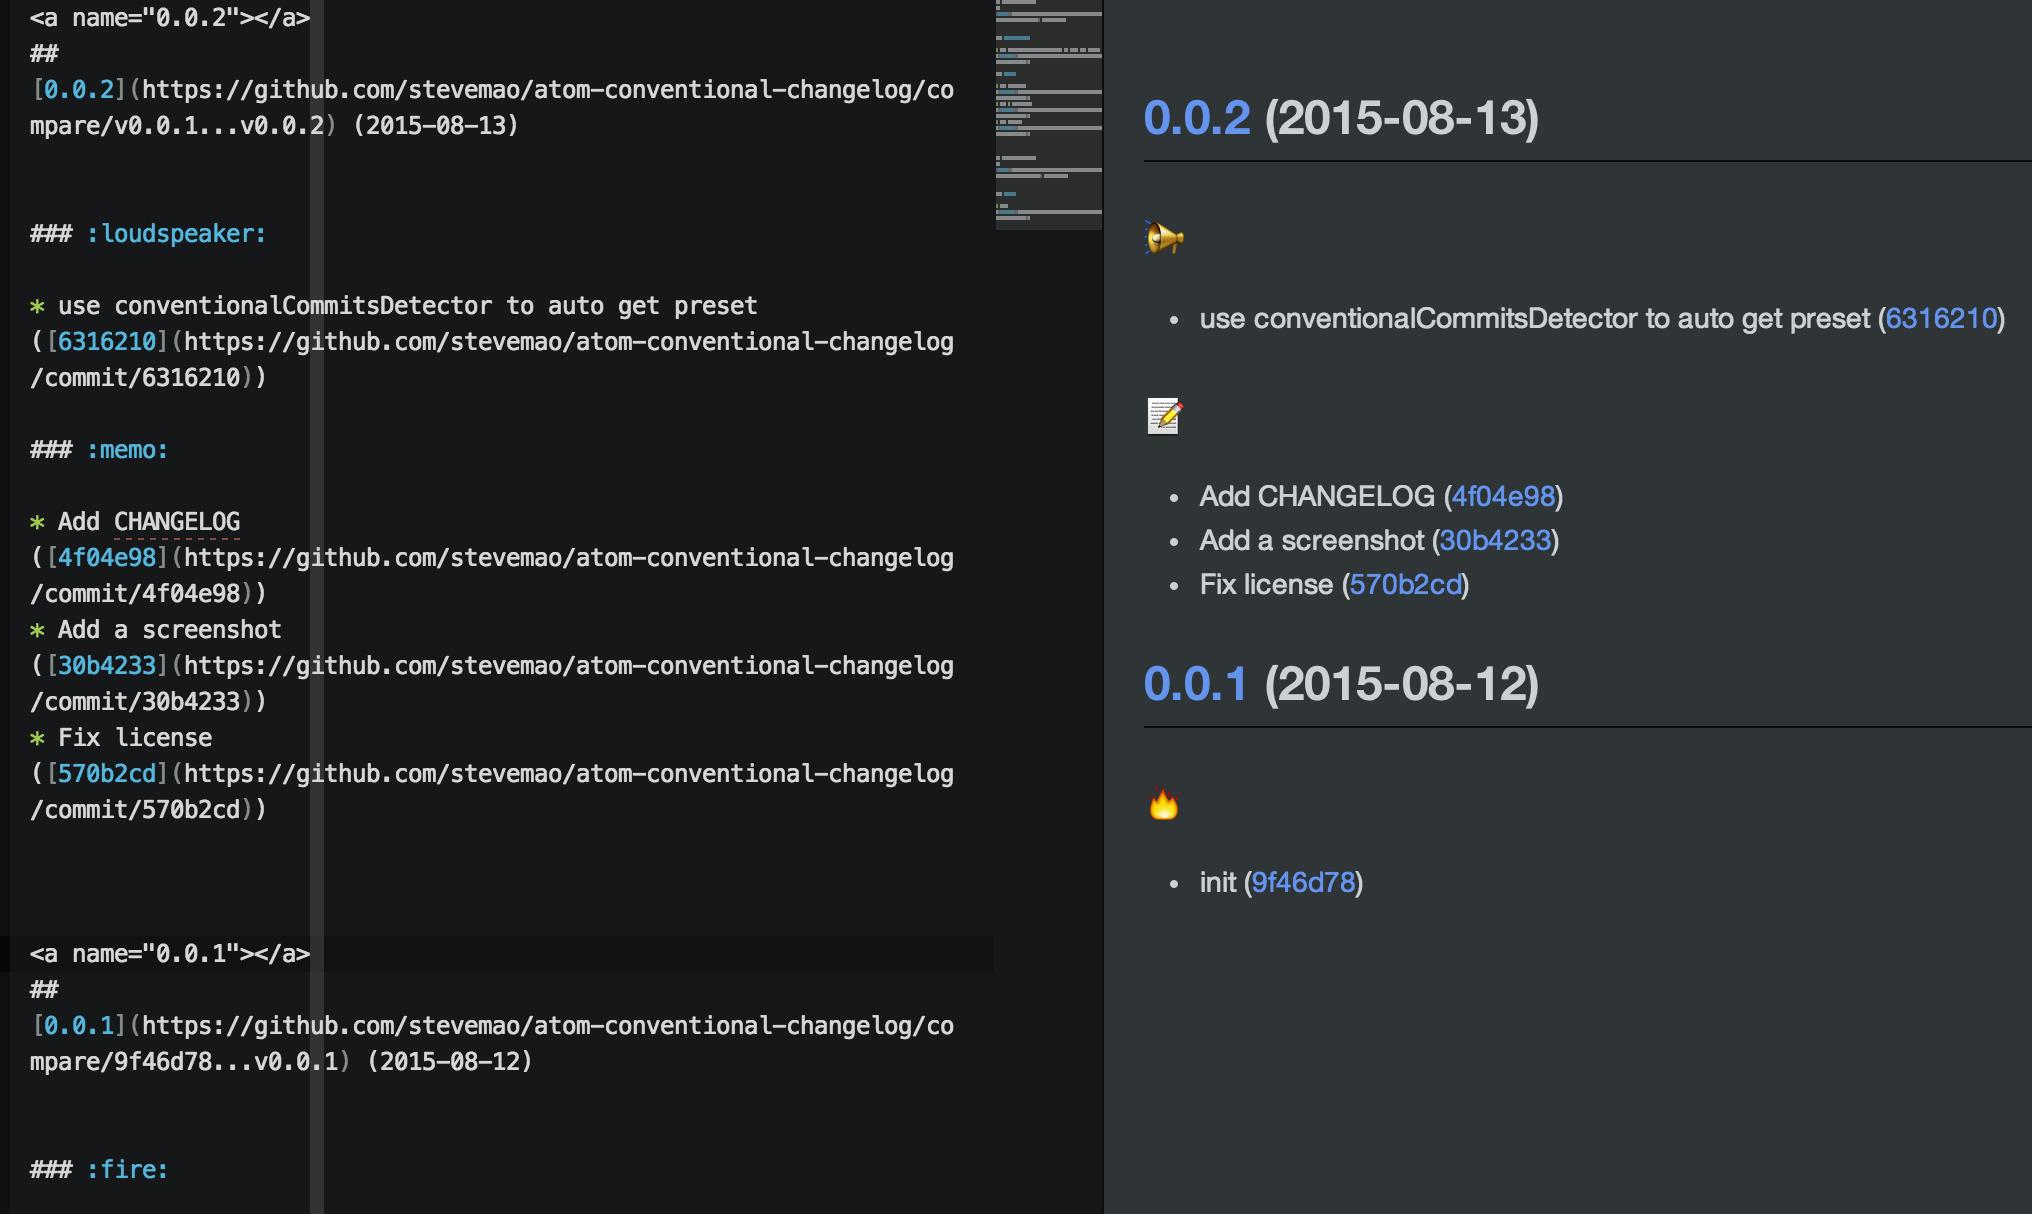 <a name="0.0.2"></a>
##
[0.0.2](https://github.com/stevemao/atom-conventional-changelog/co
mpare/v0.0.1...v0.0.2) (2015-08-13)
### :loudspeaker:
* use conventionalCommitsDetector to auto get preset
([6316210](https://github.com/stevemao/atom-conventional-changelog
/commit/6316210))
### :memo:
* Add CHANGELOG
([4f04e98](https://github.com/stevemao/atom-conventional-changelog
/commit/4f04e98))
* Add a screenshot
([30b4233](https://github.com/stevemao/atom-conventional-changelog
/commit/30b4233))
* Fix license
([570b2cd](https://github.com/stevemao/atom-conventional-changelog
/commit/570b2cd))
<a name="0.0.1"></a>
##
[0.0.1](https://github.com/stevemao/atom-conventional-changelog/co
mpare/9f46d78...v0.0.1) (2015-08-12)
### :fire:
0.0.2 (2015-08-13)
• use conventionalCommitsDetector to auto get preset (6316210)
• Add CHANGELOG (4f04e98)
• Add a screenshot (30b4233)
• Fix license (570b2cd)
0.0.1 (2015-08-12)
• init (9f46d78)